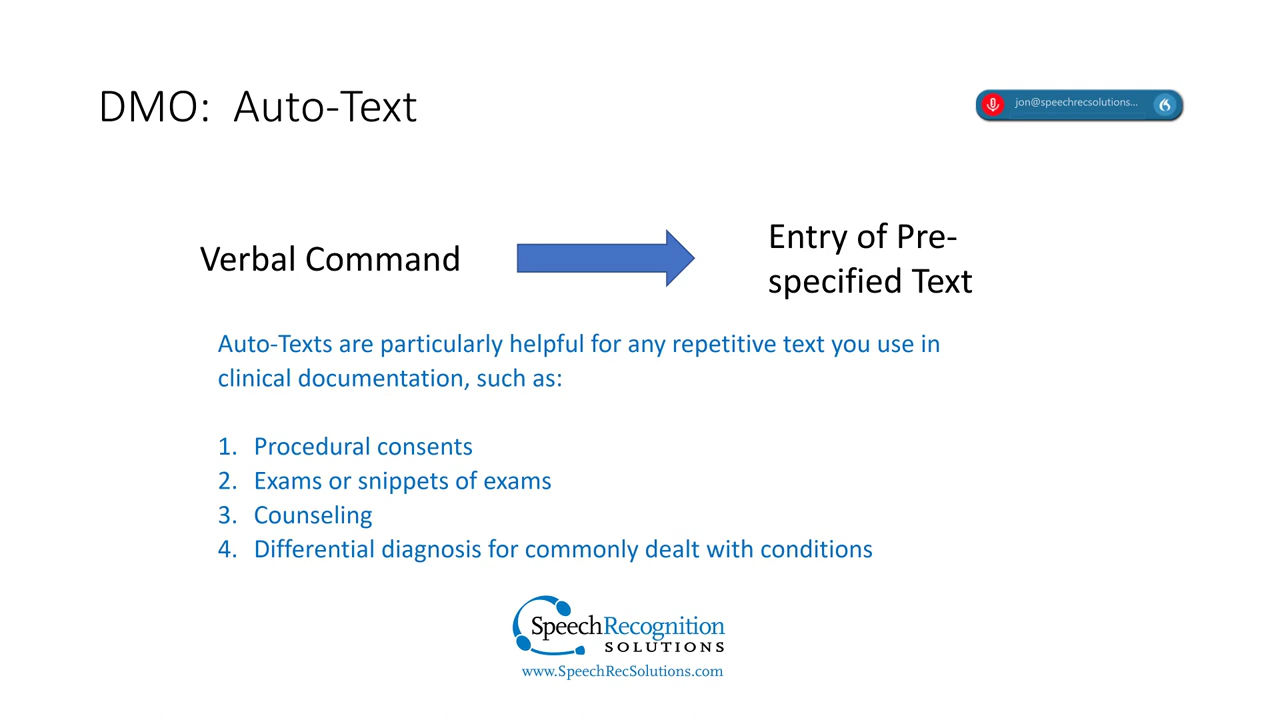 DMO:  Auto-Text
jon@speechrecsolutions...
Verbal Command
Entry of Pre-
specified Text
Auto-Texts are particularly helpful for any repetitive text you use in
clinical documentation, such as:
1. Procedural consents
2. Exams or snippets of exams
3. Counseling
4. Differential diagnosis for commonly dealt with conditions
SpeechRecognition
SOLUTIONS
www.SpeechRecSolutions.com